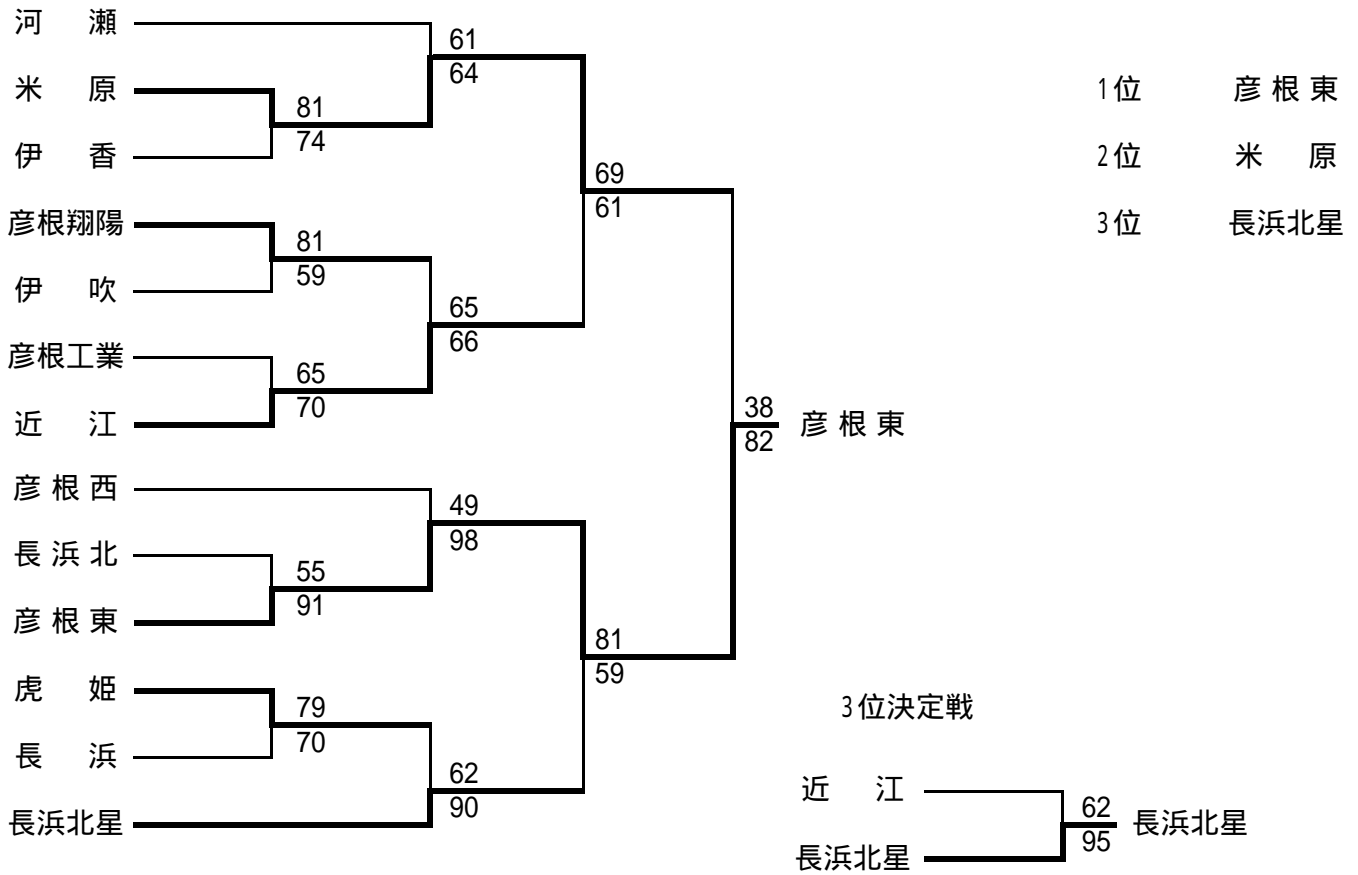 河 瀬
61
64
米 原
81
74
伊 香
69
61
彦根翔陽
81
59
伊 吹
65
66
彦根工業
65
70
近 江
38
82
彦 根 東
彦 根 西
49
98
長 浜 北
55
91
彦 根 東
81
59
虎 姫
79
70
長 浜
62
90
長浜北星
1位 彦 根 東
2位 米 原
3位 長浜北星
3位決定戦
近 江
62
95
長浜北星
長浜北星